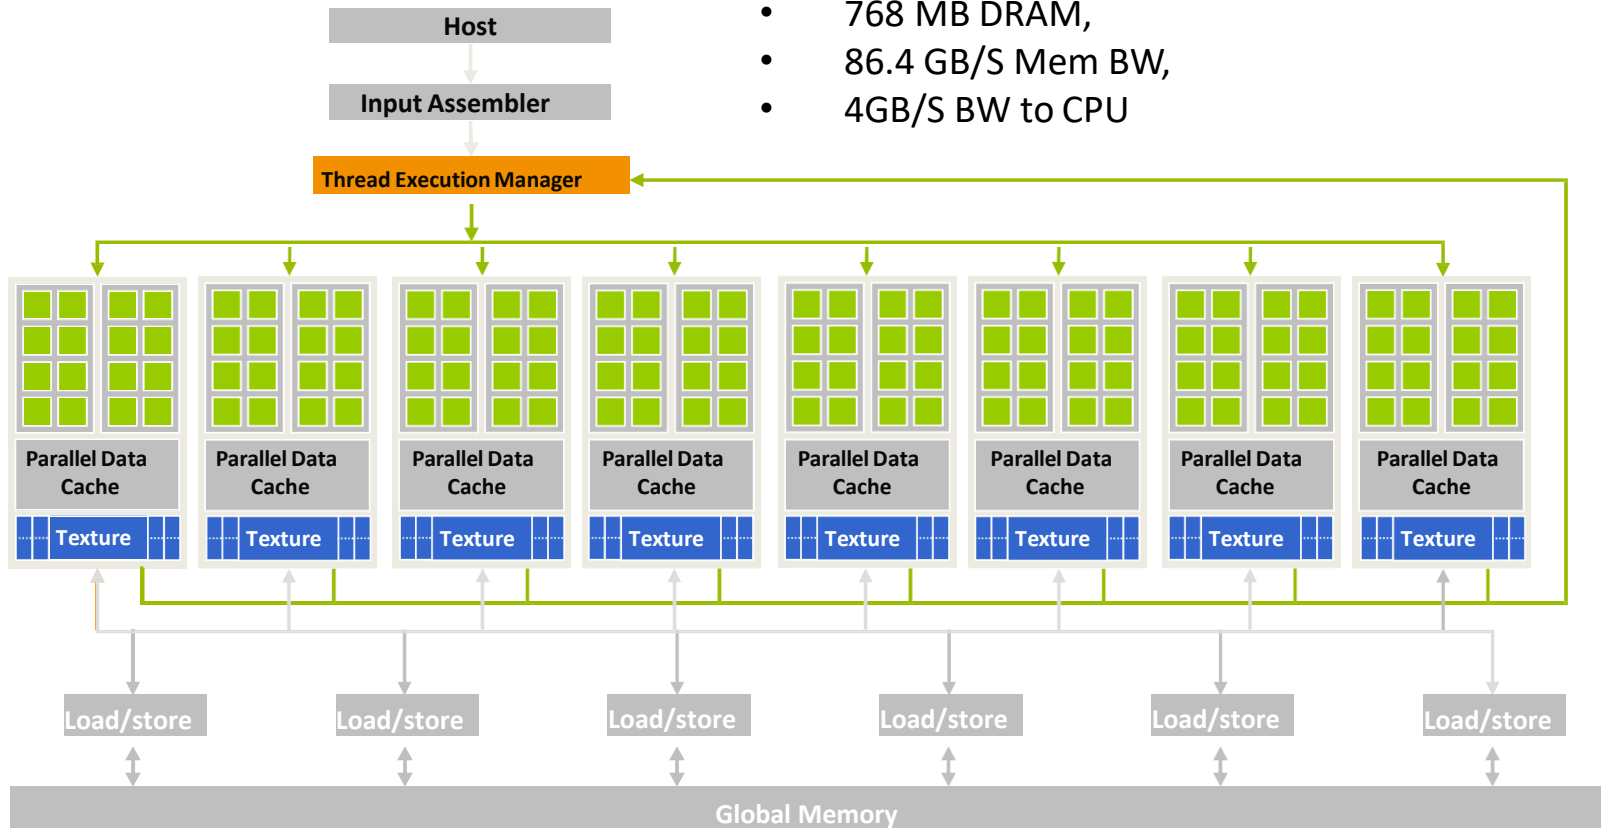 • 768 MB DRAM,
• 86.4 GB/S Mem BW,
• 4GB/S BW to CPU
Host
Input Assembler
Thread Execution Manager
Parallel Data
Cache
Parallel Data
Cache
Parallel Data
Cache
Parallel Data
Cache
Parallel Data
Cache
Parallel Data
Cache
Parallel Data
Cache
Parallel Data
Cache
Texture
Texture
Texture
Texture
Texture
Texture
Texture
Texture
Load/store
Load/store
Load/store
Load/store
Load/store
Load/store
Global Memory